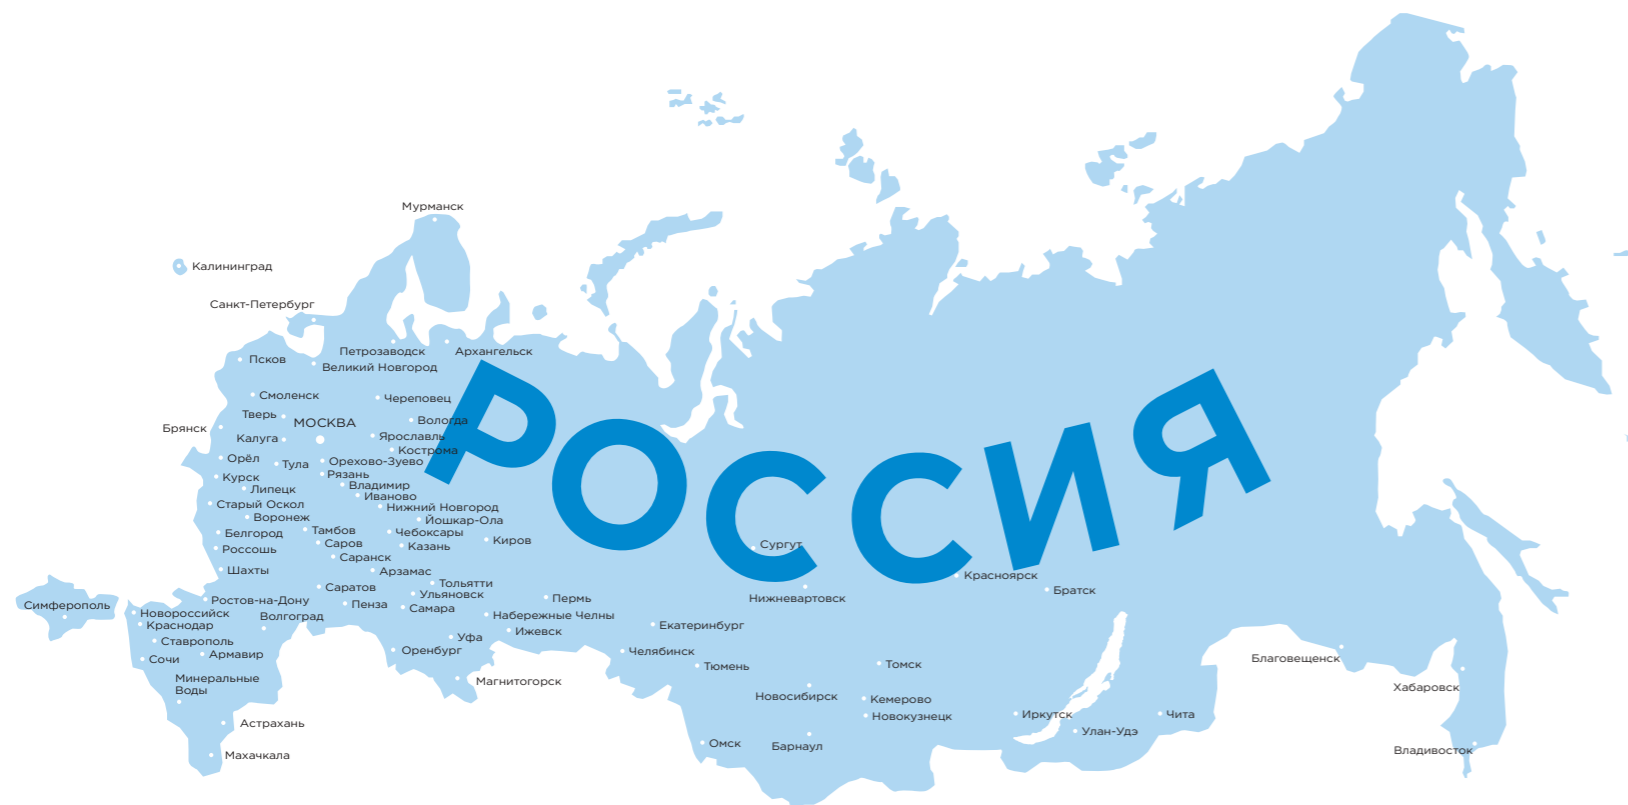 Мурманск
Калининград
Санкт-Петербург
Петрозаводск
Архангельск
Псков
Великий Новгород
РОССИЯ
Смоленск
Череповец
Тверь
МОСКВА
Вологда
Брянск
Калуга
Ярославль
Кострома
Орёл
Тула
Орехово-Зуево
Рязань
Курск
Липецк
Владимир
Иваново
Старый Оскол
Нижний Новгород
Воронеж
Йошкар-Ола
Белгород
Тамбов
Чебоксары
Киров
Россошь
Саров
Казань
Сургут
Саранск
Шахты
Арзамас
Красноярск
Саратов
Тольятти
Братск
Ульяновск
Нижневартовск
Симферополь
Ростов-на-Дону
Пенза
Самара
Пермь
Новороссийск
Волгоград
Набережные Челны
Краснодар
Ижевск
Екатеринбург
Ставрополь
Уфа
Сочи
Армавир
Оренбург
Челябинск
Тюмень
Томск
Благовещенск
Минеральные
Воды
Магнитогорск
Новосибирск
Кемерово
Хабаровск
Новокузнецк
Иркутск
Чита
Астрахань
Улан-Удэ
Омск
Барнаул
Махачкала
Владивосток